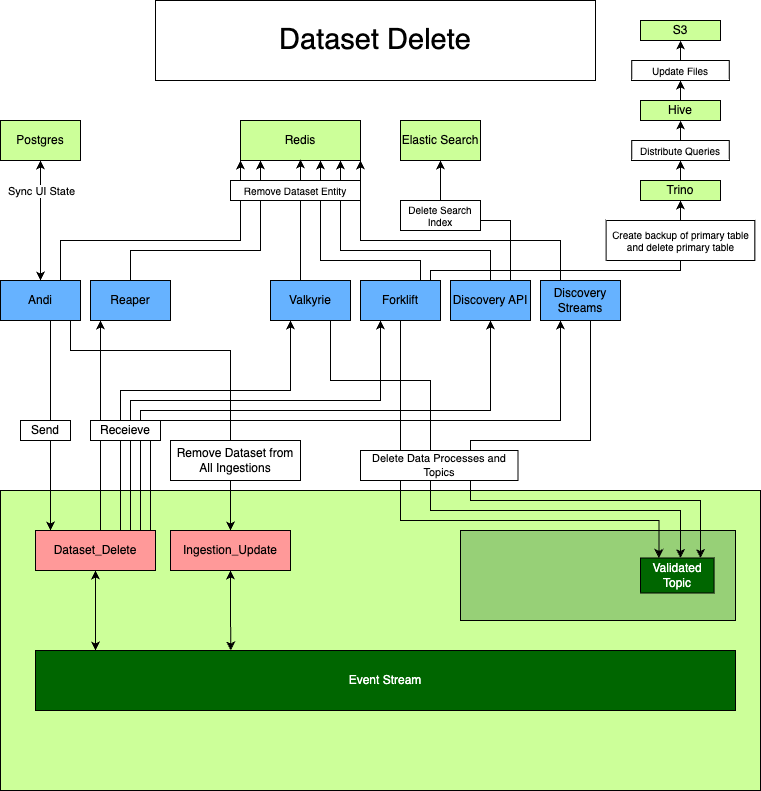 Dataset Delete
S3
Update Files
Hive
Distribute Queries
Trino
Create backup of primary table
and delete primary table
Postgres
Redis
Elastic Search
Sync UI State
Remove Dataset Entity
Delete Search
Index
Andi
Reaper
Valkyrie
Forklift
Discovery API
Discovery
Streams
Send
Receieve
Remove Dataset from
All Ingestions
Delete Data Processes and
Topics
Dataset_Delete
Ingestion_Update
Validated
Topic
Event Stream